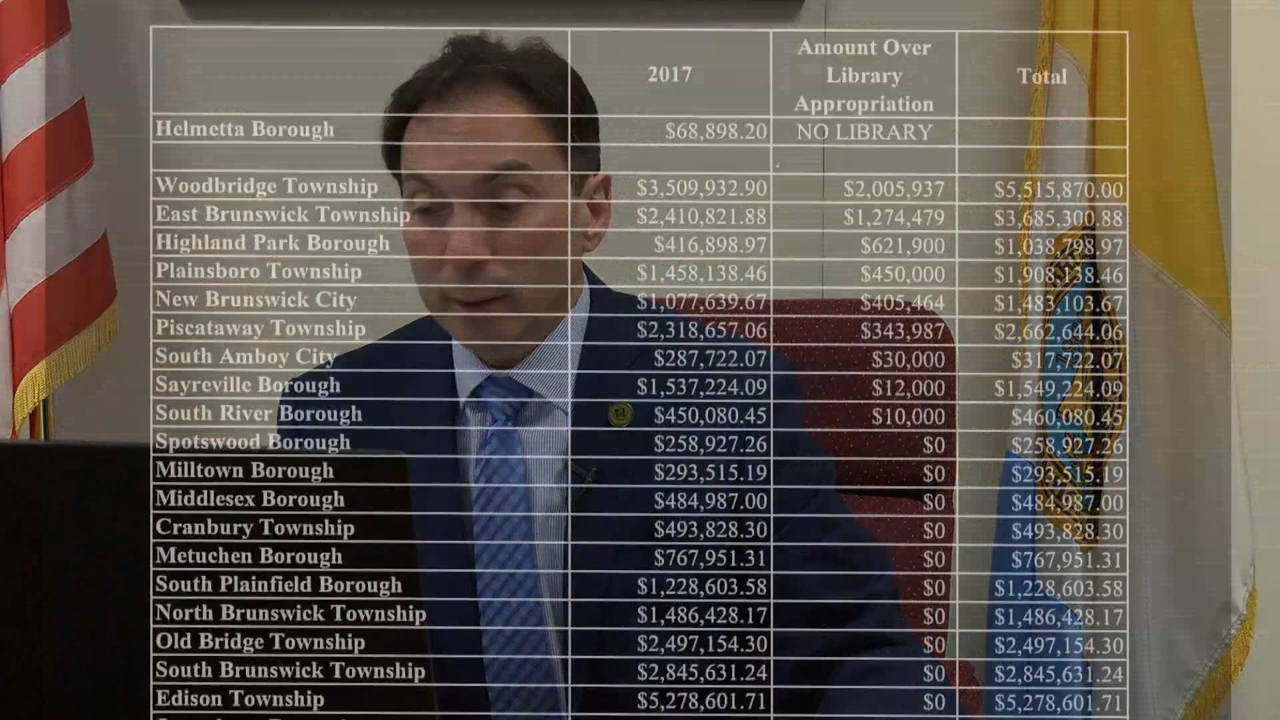 2017 Amount Over Library Appropriation Total
Helmetta Borough $68,898.20 NO LIBRARY
Woodbridge Township $3,509,932.90 $2,005,937 $5,515,870.00
East Brunswick Township $2,410,821.88 $1,274,479 $3,685,300.88
Highland Park Borough $416,898.97 $621,900 $1,038,798.97
Plainsboro Township $1,458,138.46 $450,000 $1,908,138.46
New Brunswick City $1,077,639.67 $405,464 $1,483,103.67
Piscataway Township $2,318,657.06 $343,987 $2,662,644.06
South Amboy City $287,722.07 $30,000 $317,722.07
Sayreville Borough $1,537,224.09 $12,000 $1,549,224.09
South River Borough $450,080.45 $10,000 $460,080.45
Spotswood Borough $258,927.26 $0 $258,927.26
Milltown Borough $293,515.19 $0 $293,515.19
Middlesex Borough $484,987.00 $0 $484,987.00
Cranbury Township $493,828.30 $0 $493,828.30
Metuchen Borough $767,951.31 $0 $767,951.31
South Plainfield Borough $1,228,603.58 $0 $1,228,603.58
North Brunswick Township $1,486,428.17 $0 $1,486,428.17
Old Bridge Township $2,497,154.30 $0 $2,497,154.30
South Brunswick Township $2,845,631.24 $0 $2,845,631.24
Edison Township $5,278,601.71 $0 $5,278,601.71